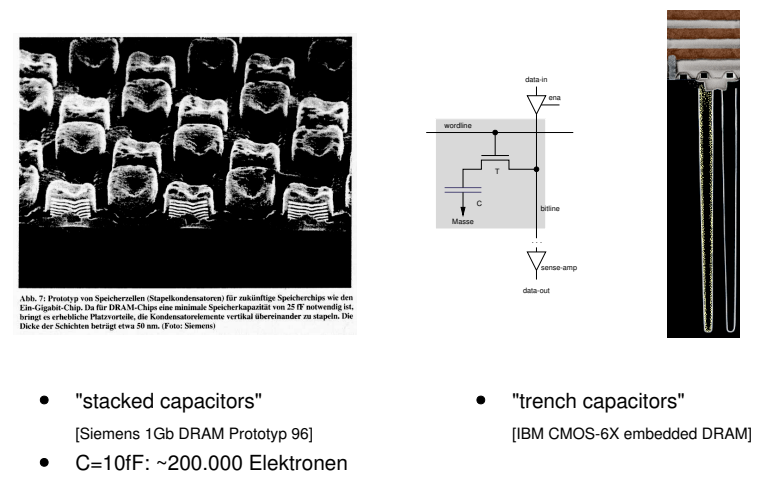 data-in
ena
wordline
T
C
Masse
bitline
. . .
sense-amp
data-out
Abb. 7: Prototyp von Speicherzellen (Stapelkondensatoren) für zukünftige Speicherchips wie den
Ein-Gigabit-Chip. Da für DRAM-Chips eine minimale Speicherkapazität von 25 fF notwendig ist,
bringt es erhebliche Platzvorteile, die Kondensatorelemente vertikal übereinander zu stapeln. Die
Dicke der Schichten beträgt etwa 50 nm. (Foto: Siemens)
• "stacked capacitors"
[Siemens 1Gb DRAM Prototyp 96]
• C=10fF: ~200.000 Elektronen
• "trench capacitors"
[IBM CMOS-6X embedded DRAM]